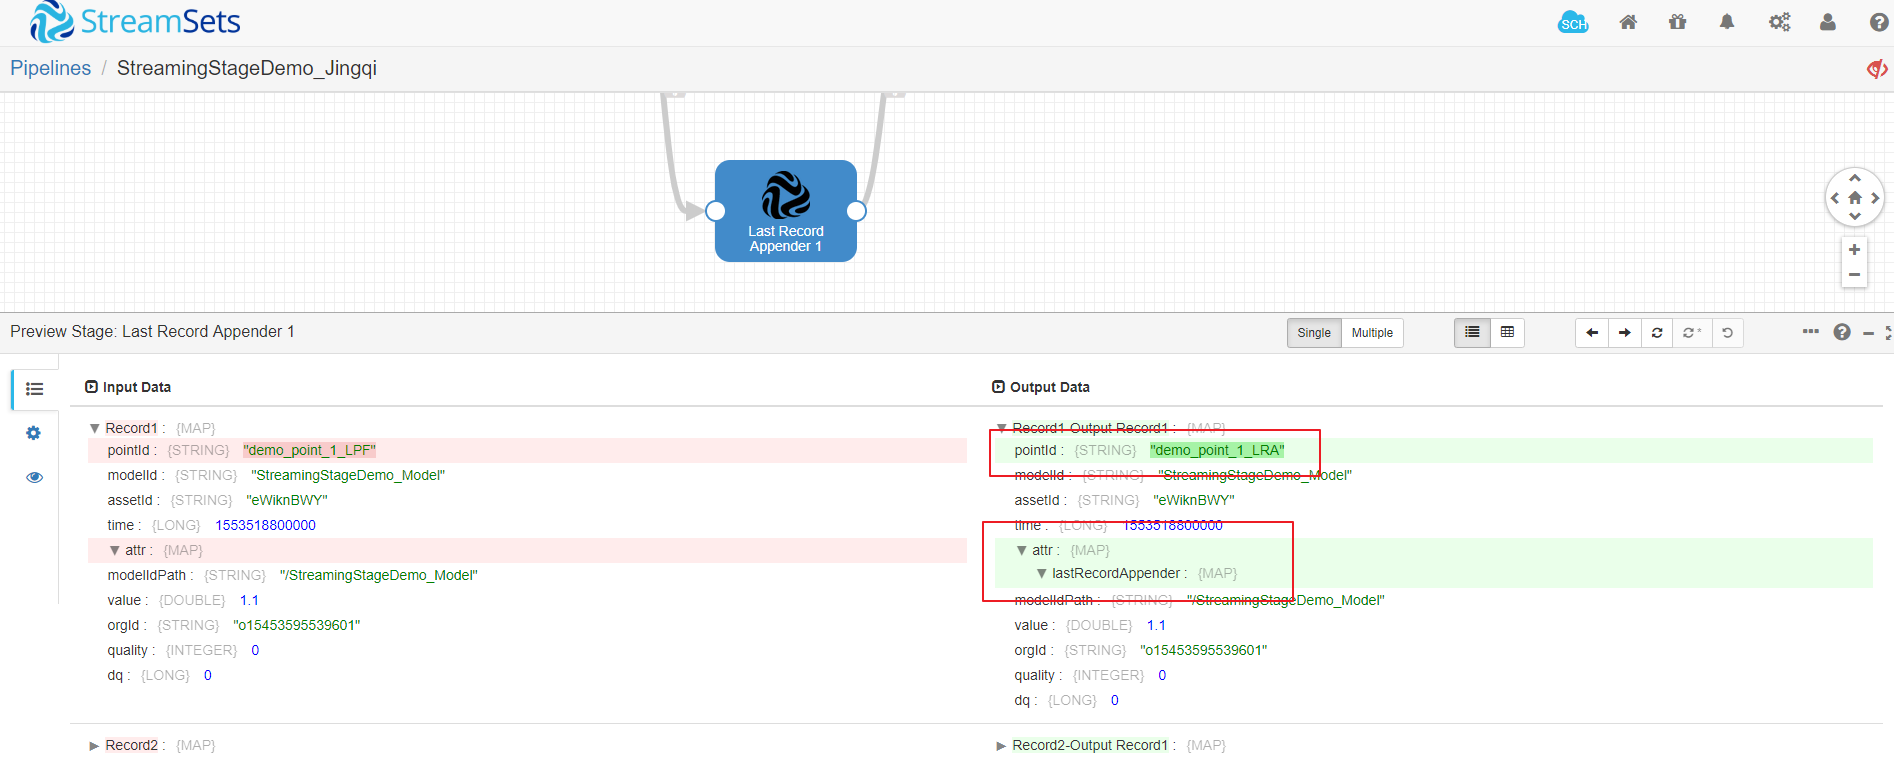 StreamSets
SCH
Pipelines / StreamingStageDemo_Jingqi
Last Record
Appender 1
Preview Stage: Last Record Appender 1
Single Multiple
Input Data
Record1 : {MAP}
pointId : {STRING} "demo_point_1_LPF"
modelId : {STRING} "StreamingStageDemo_Model"
assetId : {STRING} "eWiknBWY"
time : {LONG} 1553518800000
attr : {MAP}
modelIdPath : {STRING} "/StreamingStageDemo_Model"
value : {DOUBLE} 1.1
orgId : {STRING} "o15453595539601"
quality : {INTEGER} 0
dq : {LONG} 0
Record2 : {MAP}
Output Data
Record1-Output Record1 : {MAP}
pointId : {STRING} "demo_point_1_LRA"
modelId : {STRING} "StreamingStageDemo_Model"
assetId : {STRING} "eWiknBWY"
time : {LONG} 1553518800000
attr : {MAP}
lastRecordAppender : {MAP}
modelIdPath : {STRING} "/StreamingStageDemo_Model"
value : {DOUBLE} 1.1
orgId : {STRING} "o15453595539601"
quality : {INTEGER} 0
dq : {LONG} 0
Record2-Output Record1 : {MAP}